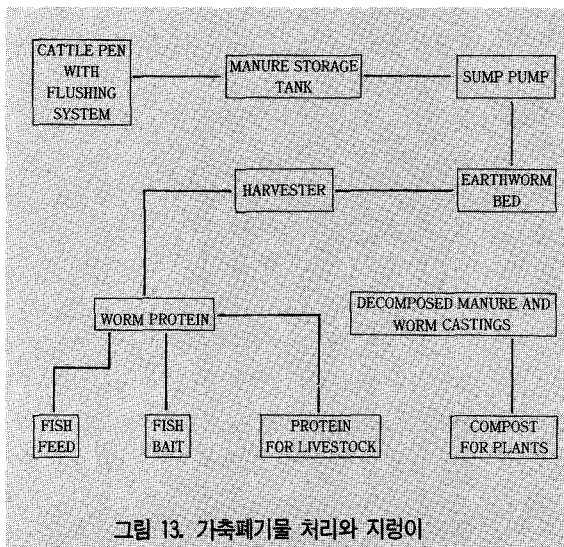 CATTLE PEN
WITH
FLUSHING
SYSTEM
MANURE STORAGE
TANK
SUMP PUMP
HARVESTER
EARTHWORM
BED
WORM PROTEIN
DECOMPOSED MANURE AND
WORM CASTINGS
FISH
FEED
FISH
BAIT
PROTEIN
FOR LIVESTOCK
COMPOST
FOR PLANTS
그림 13. 가축폐기물 처리와 지렁이